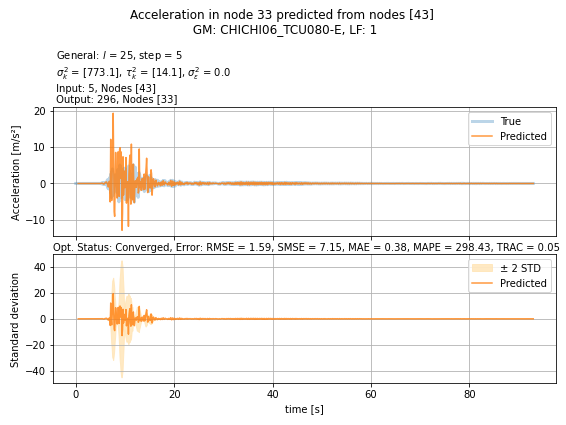 Acceleration in node 33 predicted from nodes [43]
GM: CHICHI06_TCU080-E, LF: 1
General: l = 25, step = 5
σ²ₖ = [773.1], τ²ₖ = [14.1], σ²ε = 0.0
Input: 5, Nodes [43]
Output: 296, Nodes [33]
Acceleration [m/s²]
20
10
0
−10
True
Predicted
Opt. Status: Converged, Error: RMSE = 1.59, SMSE = 7.15, MAE = 0.38, MAPE = 298.43, TRAC = 0.05
Standard deviation
40
20
0
−20
−40
± 2 STD
Predicted
0 20 40 60 80
time [s]